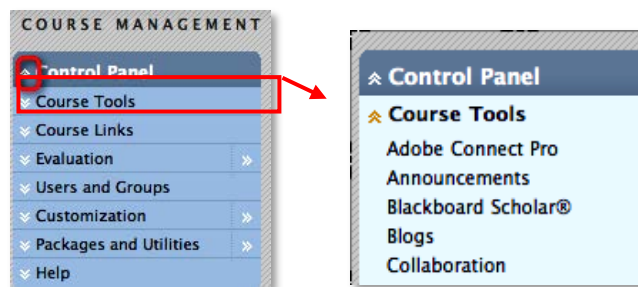 COURSE MANAGEMENT
Control Panel
Course Tools
Course Links
Evaluation
Users and Groups
Customization
Packages and Utilities
Help
Control Panel
Course Tools
Adobe Connect Pro
Announcements
Blackboard Scholar®
Blogs
Collaboration